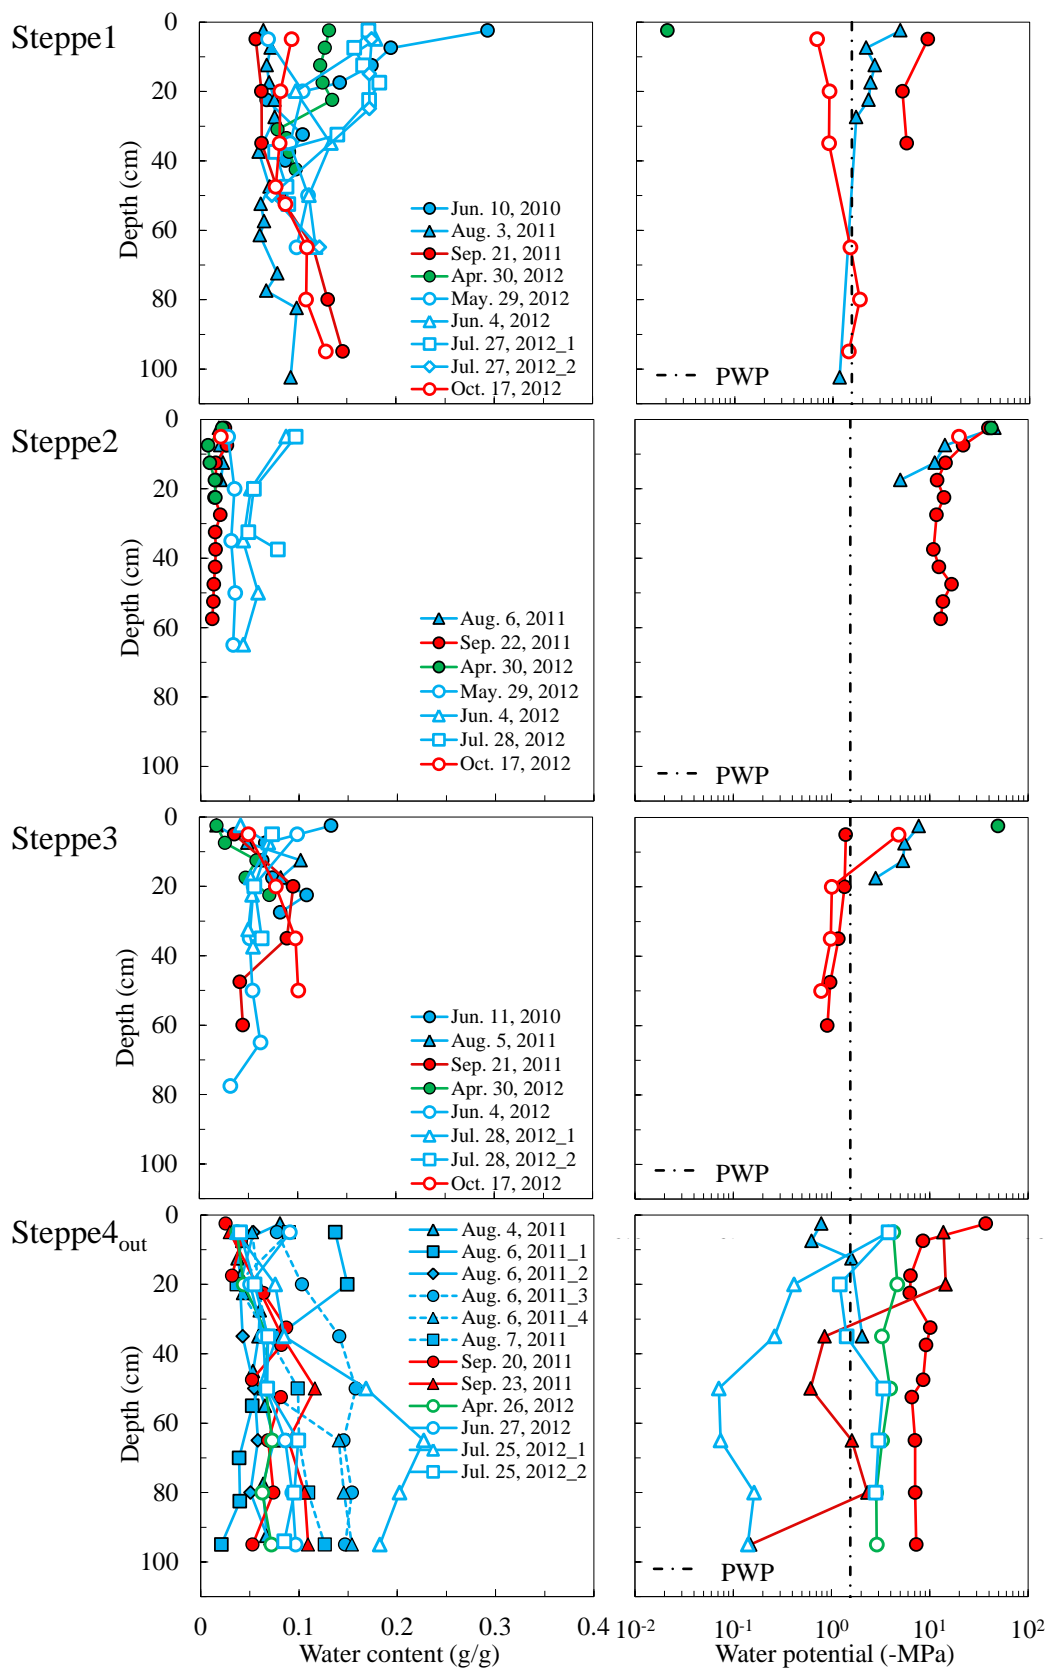 Steppe1
0
20
40
60
80
100
Depth (cm)
Jun. 10, 2010
Aug. 3, 2011
Sep. 21, 2011
Apr. 30, 2012
May. 29, 2012
Jun. 4, 2012
Jul. 27, 2012_1
Jul. 27, 2012_2
Oct. 17, 2012
PWP
Steppe2
0
20
40
60
80
100
Depth (cm)
Aug. 6, 2011
Sep. 22, 2011
Apr. 30, 2012
May. 29, 2012
Jun. 4, 2012
Jul. 28, 2012
Oct. 17, 2012
PWP
Steppe3
0
20
40
60
80
100
Depth (cm)
Jun. 11, 2010
Aug. 5, 2011
Sep. 21, 2011
Apr. 30, 2012
Jun. 4, 2012
Jul. 28, 2012_1
Jul. 28, 2012_2
Oct. 17, 2012
PWP
Steppe4out
0
20
40
60
80
100
Depth (cm)
Aug. 4, 2011
Aug. 6, 2011_1
Aug. 6, 2011_2
Aug. 6, 2011_3
Aug. 6, 2011_4
Aug. 7, 2011
Sep. 20, 2011
Sep. 23, 2011
Apr. 26, 2012
Jun. 27, 2012
Jul. 25, 2012_1
Jul. 25, 2012_2
PWP
0 0.1 0.2 0.3 0.4
Water content (g/g)
10-2 10-1 100 101 102
Water potential (-MPa)